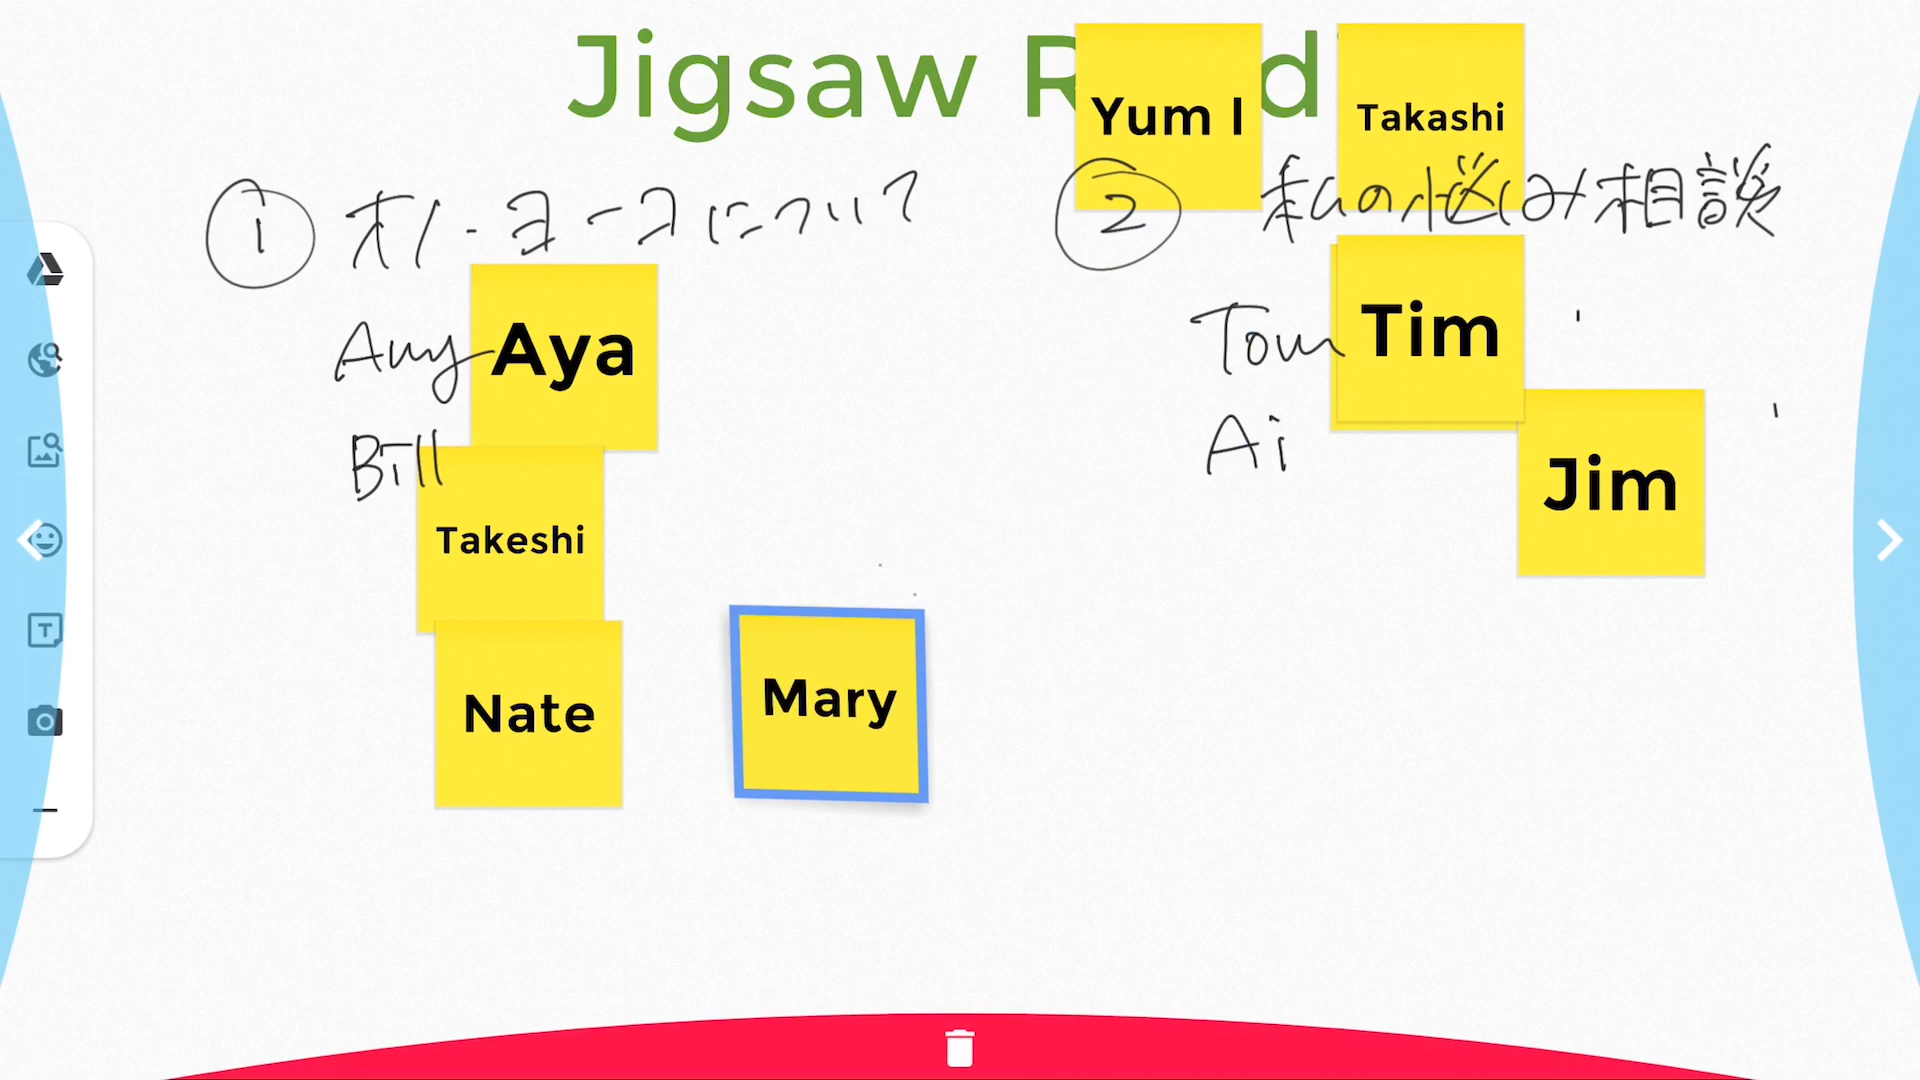 Jigsaw R d
Yum I
Takashi
① オノ・ヨーコについて
② 私の悩み相談
Amy
Aya
Tom
Tim
Bill
Ai
Jim
Takeshi
Nate
Mary